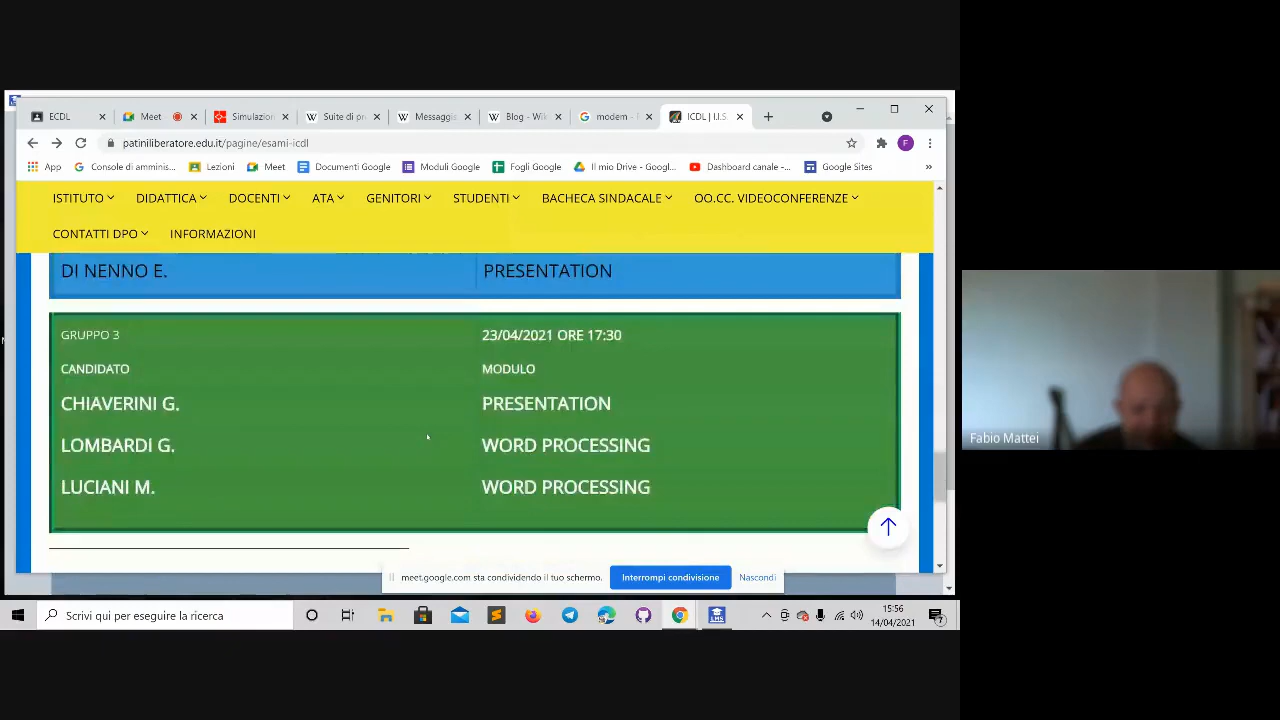 ECDL
Meet
Simulazion
Suite di pr
Messaggis
Blog - Wik
modem -
ICDL | I.I.S.
patiniliberatore.edu.it/pagine/esami-icdl
F
App
Console di amminis...
Lezioni
Meet
Documenti Google
Moduli Google
Fogli Google
Il mio Drive - Googl...
Dashboard canale -...
Google Sites
ISTITUTO
DIDATTICA
DOCENTI
ATA
GENITORI
STUDENTI
BACHECA SINDACALE
OO.CC. VIDEOCONFERENZE
CONTATTI DPO
INFORMAZIONI
DI NENNO E. PRESENTATION
GRUPPO 3 23/04/2021 ORE 17:30
CANDIDATO MODULO
CHIAVERINI G. PRESENTATION
LOMBARDI G. WORD PROCESSING
LUCIANI M. WORD PROCESSING
Fabio Mattei
meet.google.com sta condividendo il tuo schermo.
Interrompi condivisione
Nascondi
Scrivi qui per eseguire la ricerca
LMS
15:56
14/04/2021